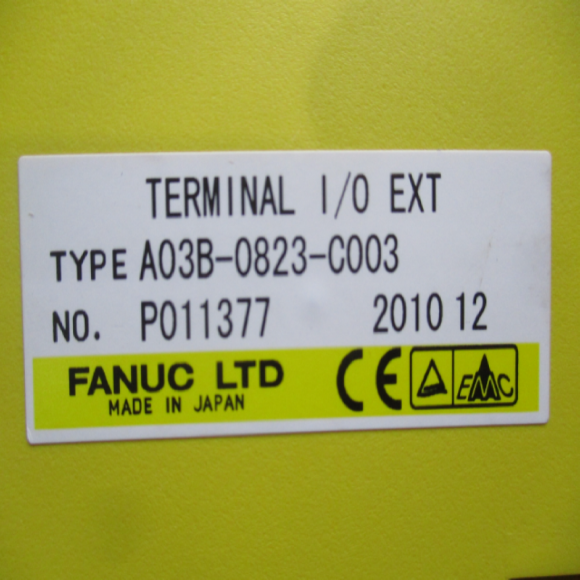 TERMINAL I/O EXT
TYPE A03B-0823-C003
NO. P011377 2010 12
FANUC LTD CE EMC
MADE IN JAPAN